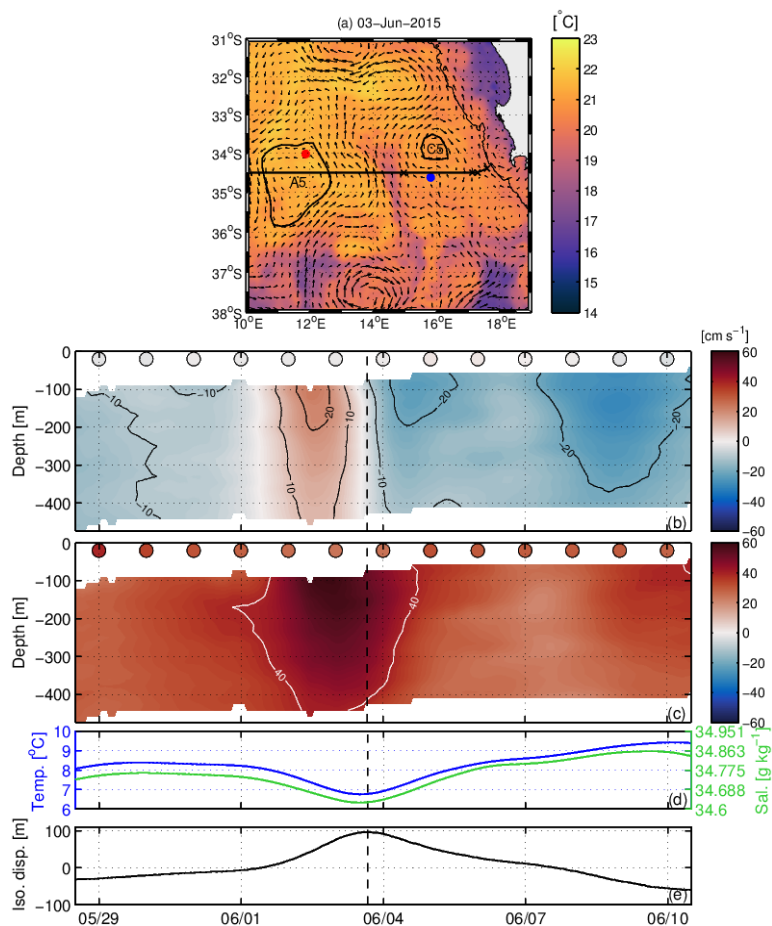 (a) 03-Jun-2015
[°C]
31°S
32°S
33°S
34°S
35°S
36°S
37°S
38°S
10°E
12°E
14°E
16°E
18°E
A5
C5
23
22
21
20
19
18
17
16
15
14
[cm s⁻¹]
Depth [m]
0
−100
−200
−300
−400
−10
−10
−10
20
10
−10
−10
−20
−20
−20
(b)
60
40
20
0
−20
−40
−60
Depth [m]
0
−100
−200
−300
−400
40
40
40
(c)
60
40
20
0
−20
−40
−60
Temp. [°C]
10
9
8
7
6
34.951
34.863
34.775
34.688
34.6
Sal. [g kg⁻¹]
(d)
Iso. disp. [m]
100
0
−100
(e)
05/29
06/01
06/04
06/07
06/10